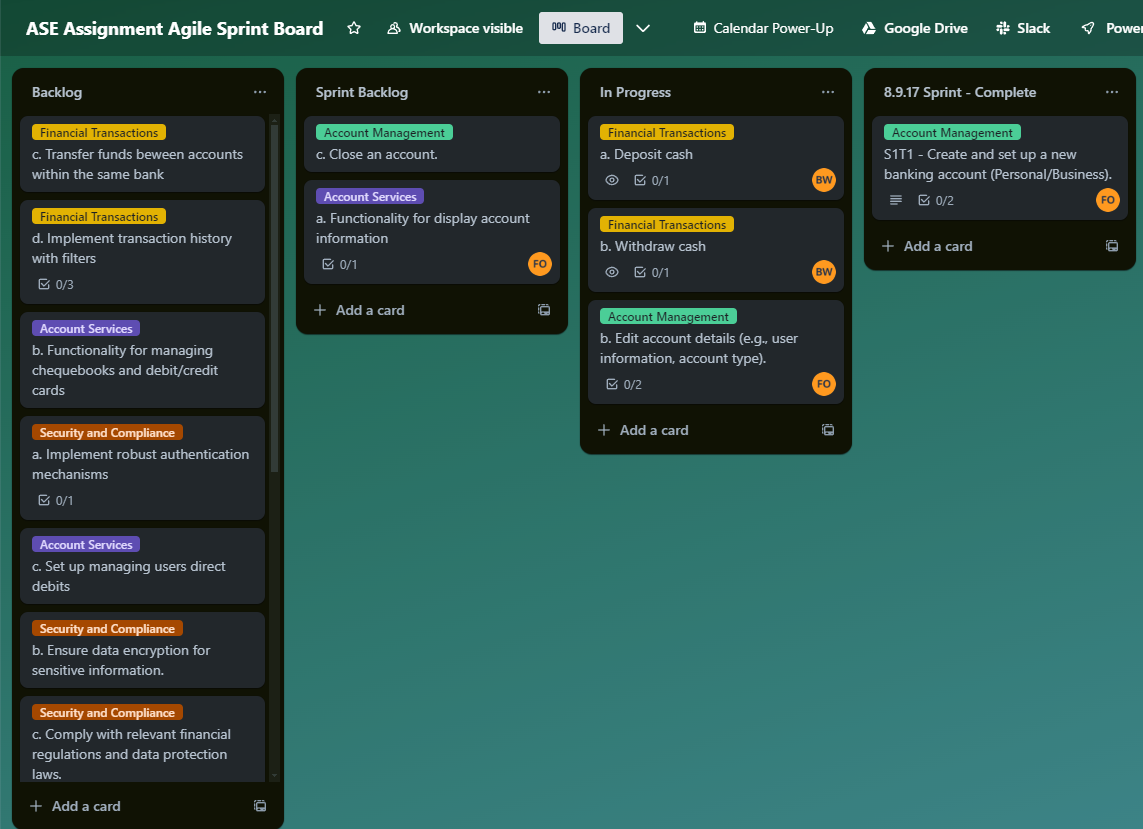 ASE Assignment Agile Sprint Board
Workspace visible
Board
Calendar Power-Up
Google Drive
Slack
Power
Backlog
Financial Transactions
c. Transfer funds beween accounts
within the same bank
Financial Transactions
d. Implement transaction history
with filters
0/3
Account Services
b. Functionality for managing
chequebooks and debit/credit
cards
Security and Compliance
a. Implement robust authentication
mechanisms
0/1
Account Services
c. Set up managing users direct
debits
Security and Compliance
b. Ensure data encryption for
sensitive information.
Security and Compliance
c. Comply with relevant financial
regulations and data protection
laws.
+ Add a card
Sprint Backlog
Account Management
c. Close an account.
Account Services
a. Functionality for display account
information
0/1
FO
+ Add a card
In Progress
Financial Transactions
a. Deposit cash
0/1
BW
Financial Transactions
b. Withdraw cash
0/1
BW
Account Management
b. Edit account details (e.g., user
information, account type).
0/2
FO
+ Add a card
8.9.17 Sprint - Complete
Account Management
S1T1 - Create and set up a new
banking account (Personal/Business).
0/2
FO
+ Add a card